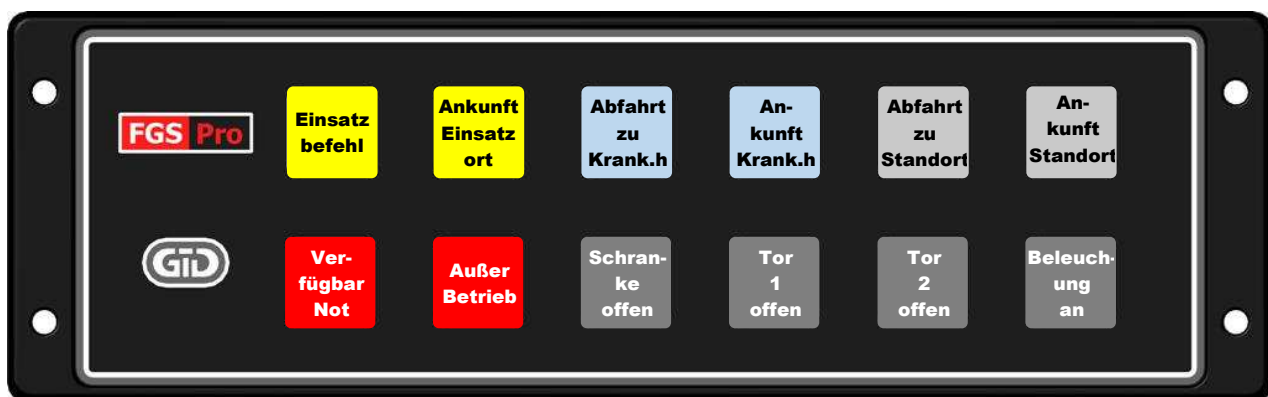 FGS Pro
Einsatz
befehl
Ankunft
Einsatz
ort
Abfahrt
zu
Krank.h
An-
kunft
Krank.h
Abfahrt
zu
Standort
An-
kunft
Standort
GTD
Ver-
fügbar
Not
Außer
Betrieb
Schran-
ke
offen
Tor
1
offen
Tor
2
offen
Beleuch-
ung
an